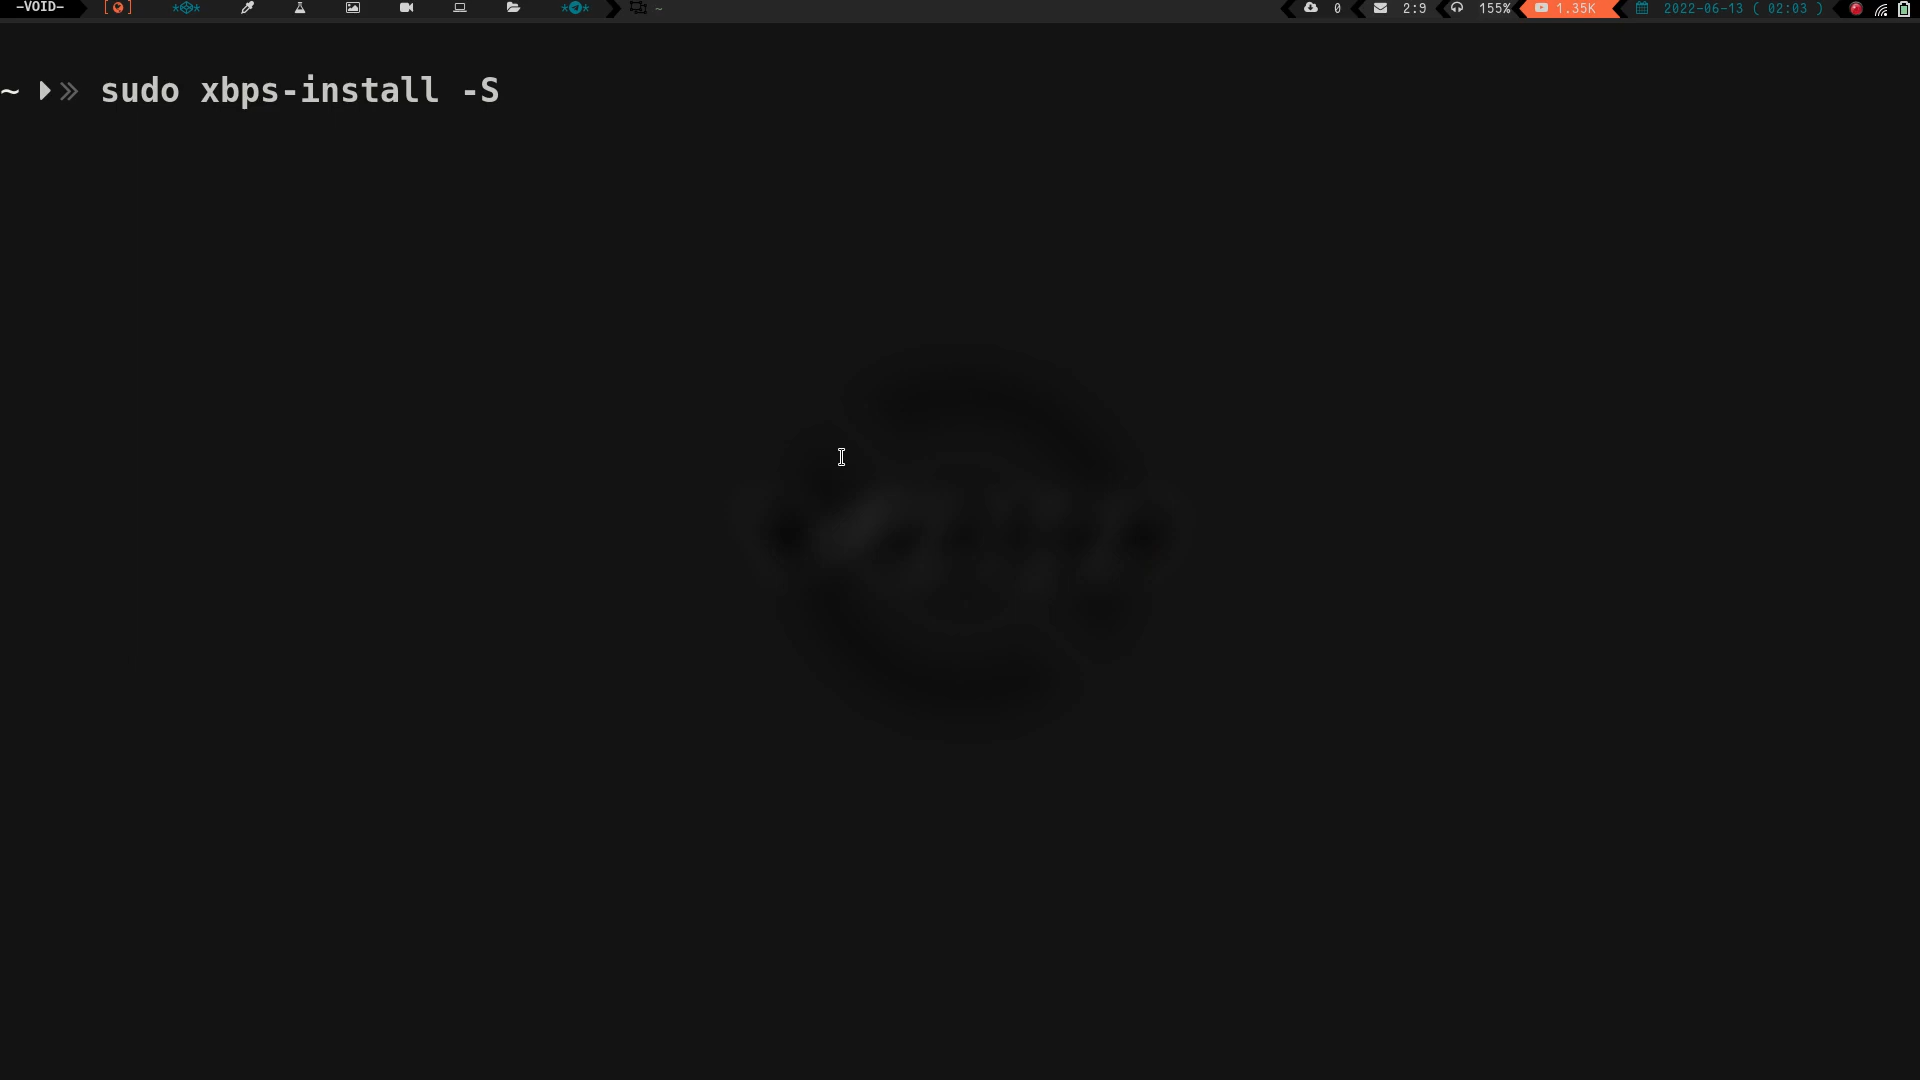 -VOID- [ ] * * * * ~ 0 2:9 155% 1.35K 2022-06-13 ( 02:03 )
~ sudo xbps-install -S